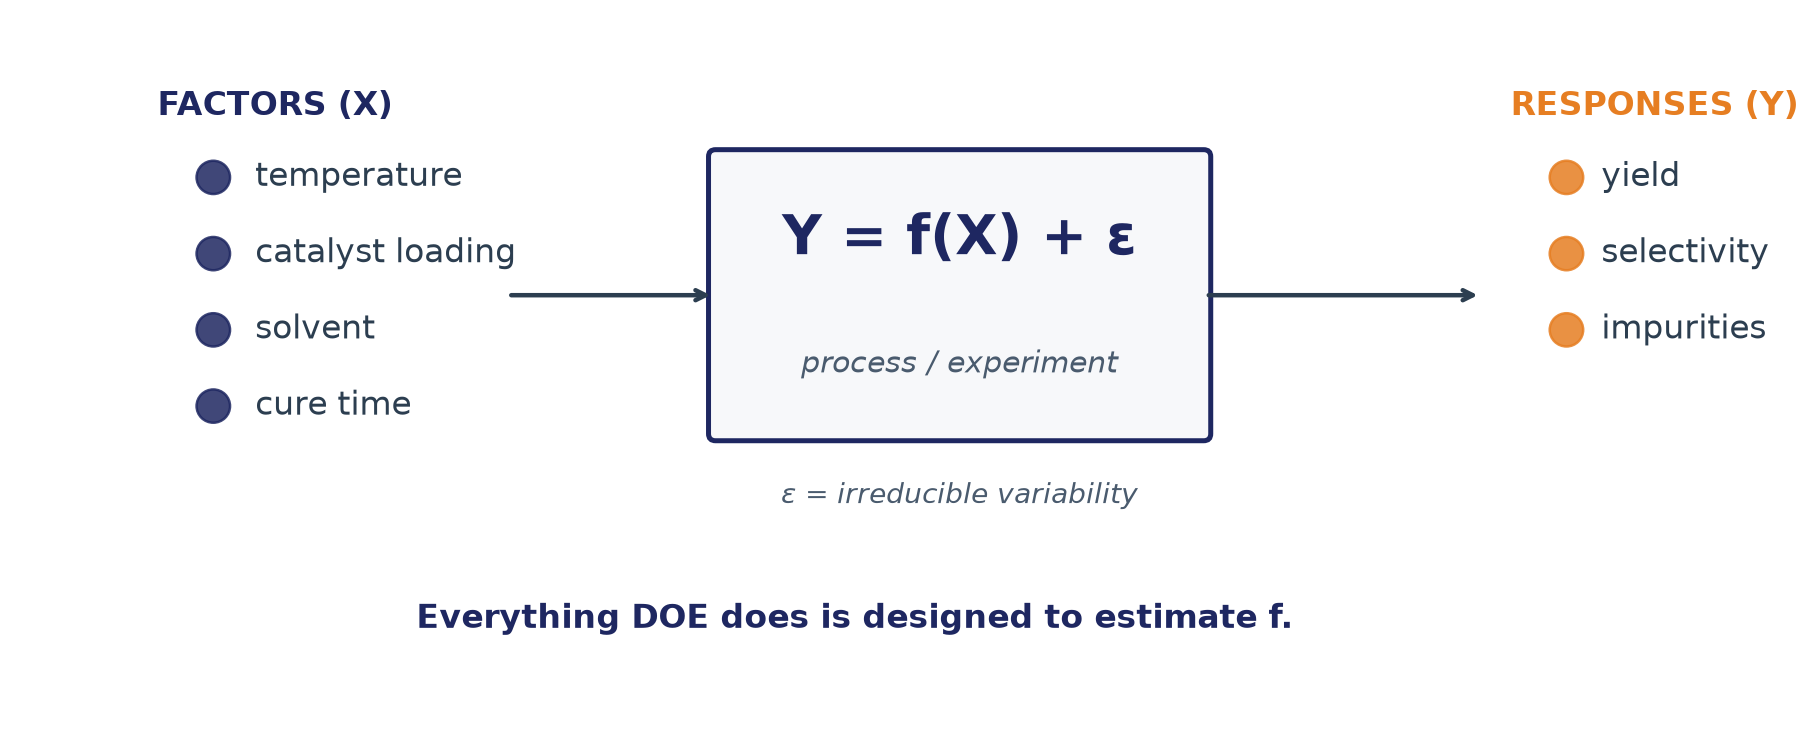 FACTORS (X)
temperature
catalyst loading
solvent
cure time
Y = f(X) + ε
process / experiment
ε = irreducible variability
RESPONSES (Y)
yield
selectivity
impurities
Everything DOE does is designed to estimate f.